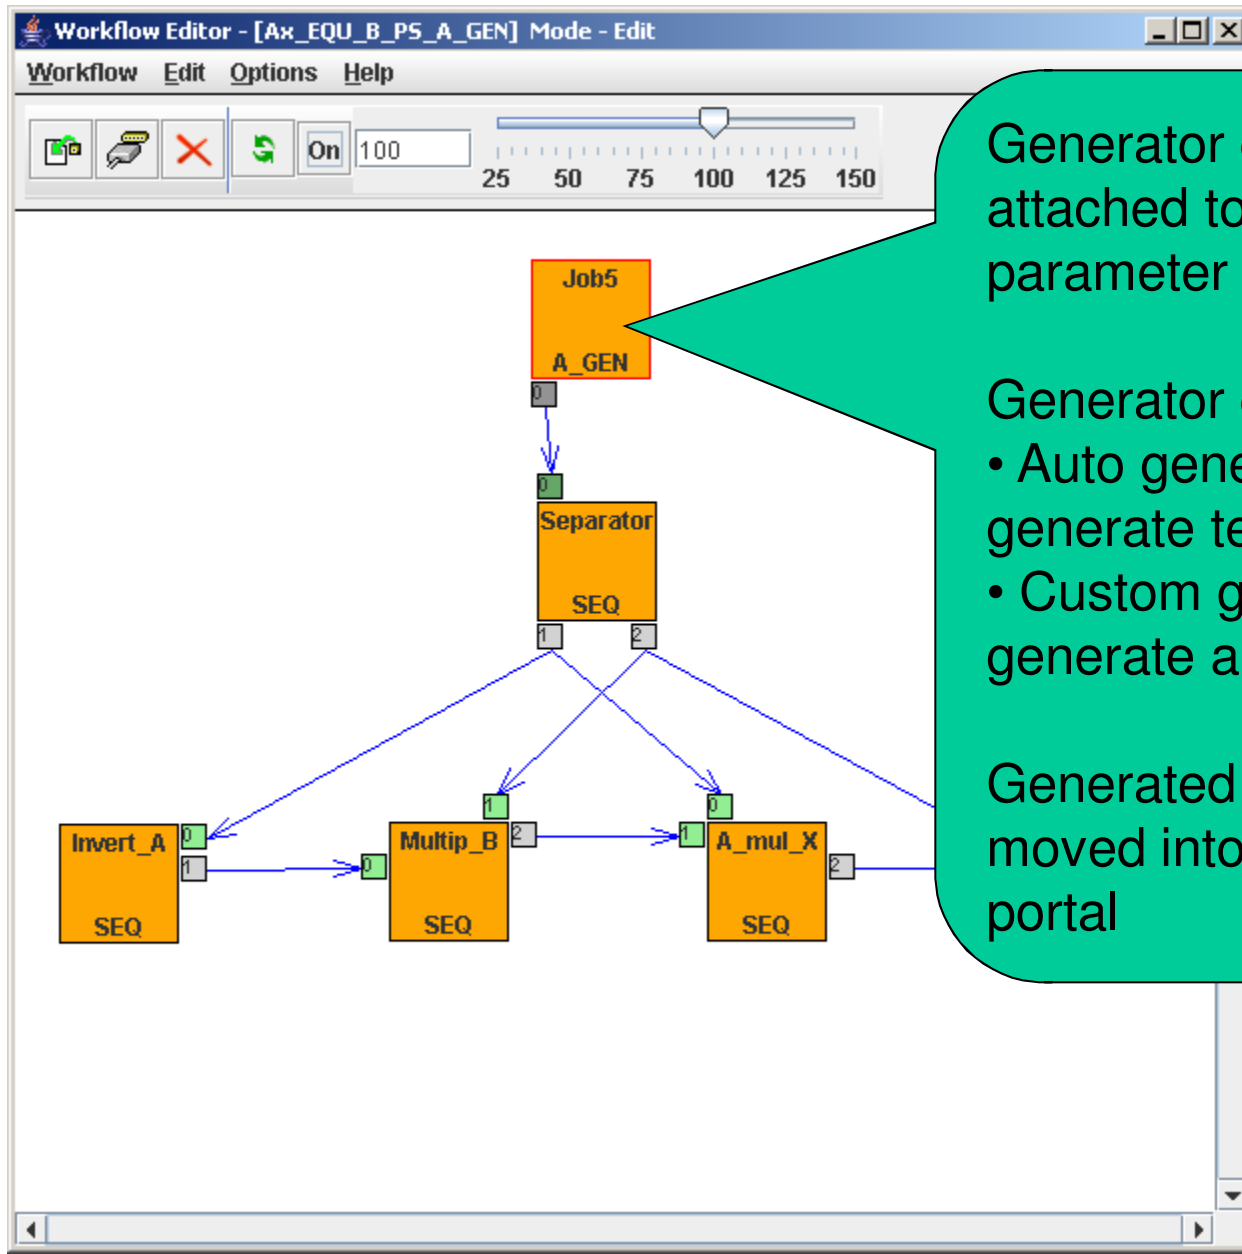 Workflow Editor - [Ax_EQU_B_PS_A_GEN] Mode - Edit
Workflow Edit Options Help
On 100
25 50 75 100 125 150
Generator
attached to
parameter
Job5
A_GEN
0
Generator
• Auto gene
generate te
• Custom g
generate a
0
Separator
SEQ
1 2
Generated
moved into
portal
Invert_A
0
1
SEQ
1
0
Multip_B
2
SEQ
0
1
A_mul_X
2
SEQ